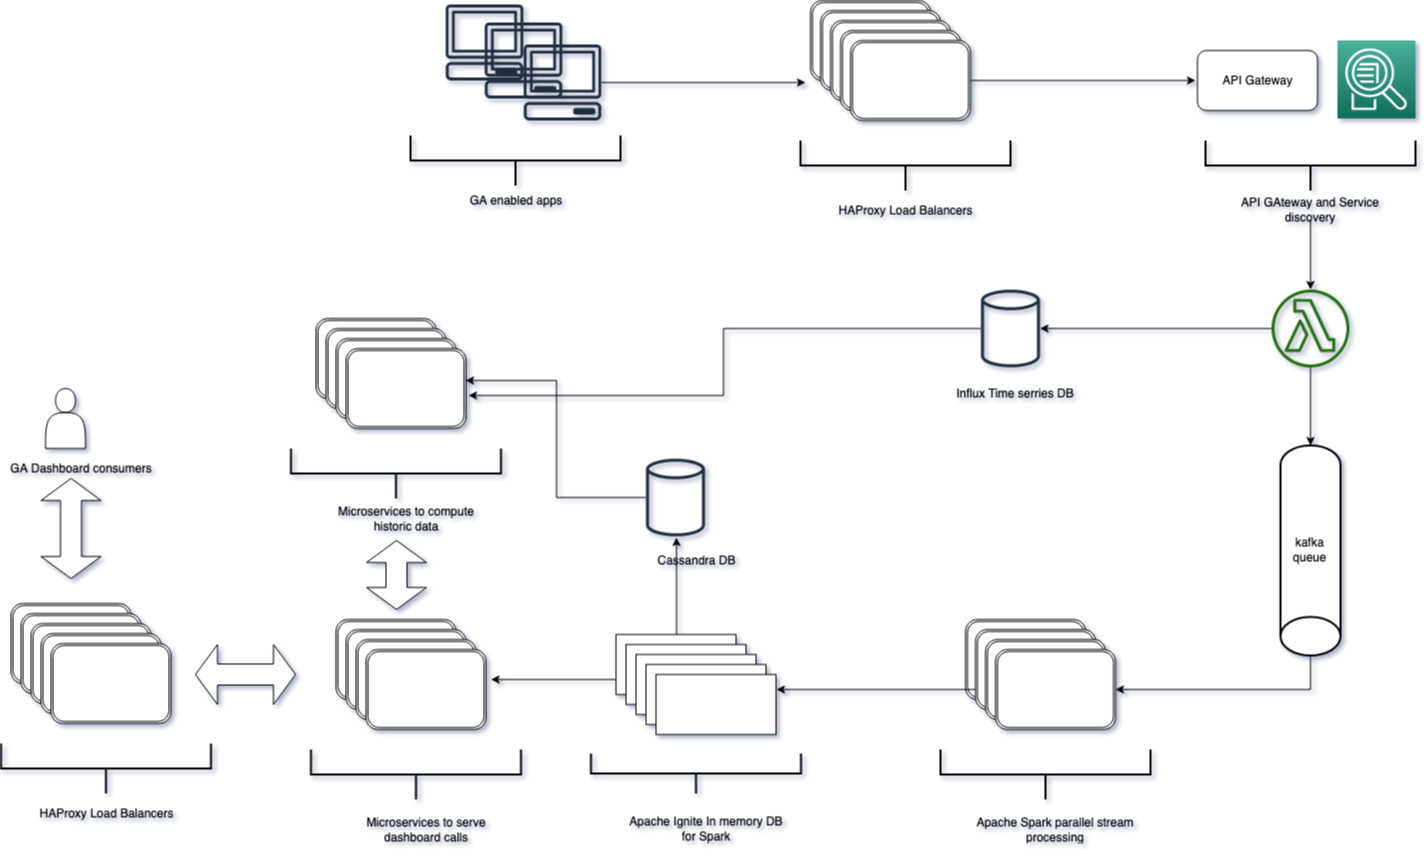 API Gateway
GA enabled apps
HAProxy Load Balancers
API GAteway and Service
discovery
Influx Time serries DB
GA Dashboard consumers
Microservices to compute
historic data
Cassandra DB
kafka
queue
HAProxy Load Balancers
Microservices to serve
dashboard calls
Apache Ignite In memory DB
for Spark
Apache Spark parallel stream
processing